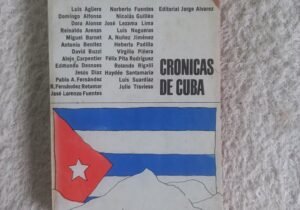 Luis Agüero
Domingo Alfonso
Dora Alonso
Reinaldo Arenas
Miguel Barnet
Antonio Benítez
David Buzzi
Alejo Carpentier
Edmundo Desnoes
Jesús Díaz
Pablo A. Fernández
R. Fernández Retamar
José Lorenzo Fuentes
Norberto Fuentes
Nicolás Guillén
José Lezama Lima
Luis Nogueras
A. Nuñez Jiménez
Heberto Padilla
Virgilio Piñera
Félix Pita Rodríguez
Rolando Rigali
Haydée Santamaría
Luis Suardíaz
Julio Travieso
Editorial Jorge Alvarez
CRONICAS
DE CUBA